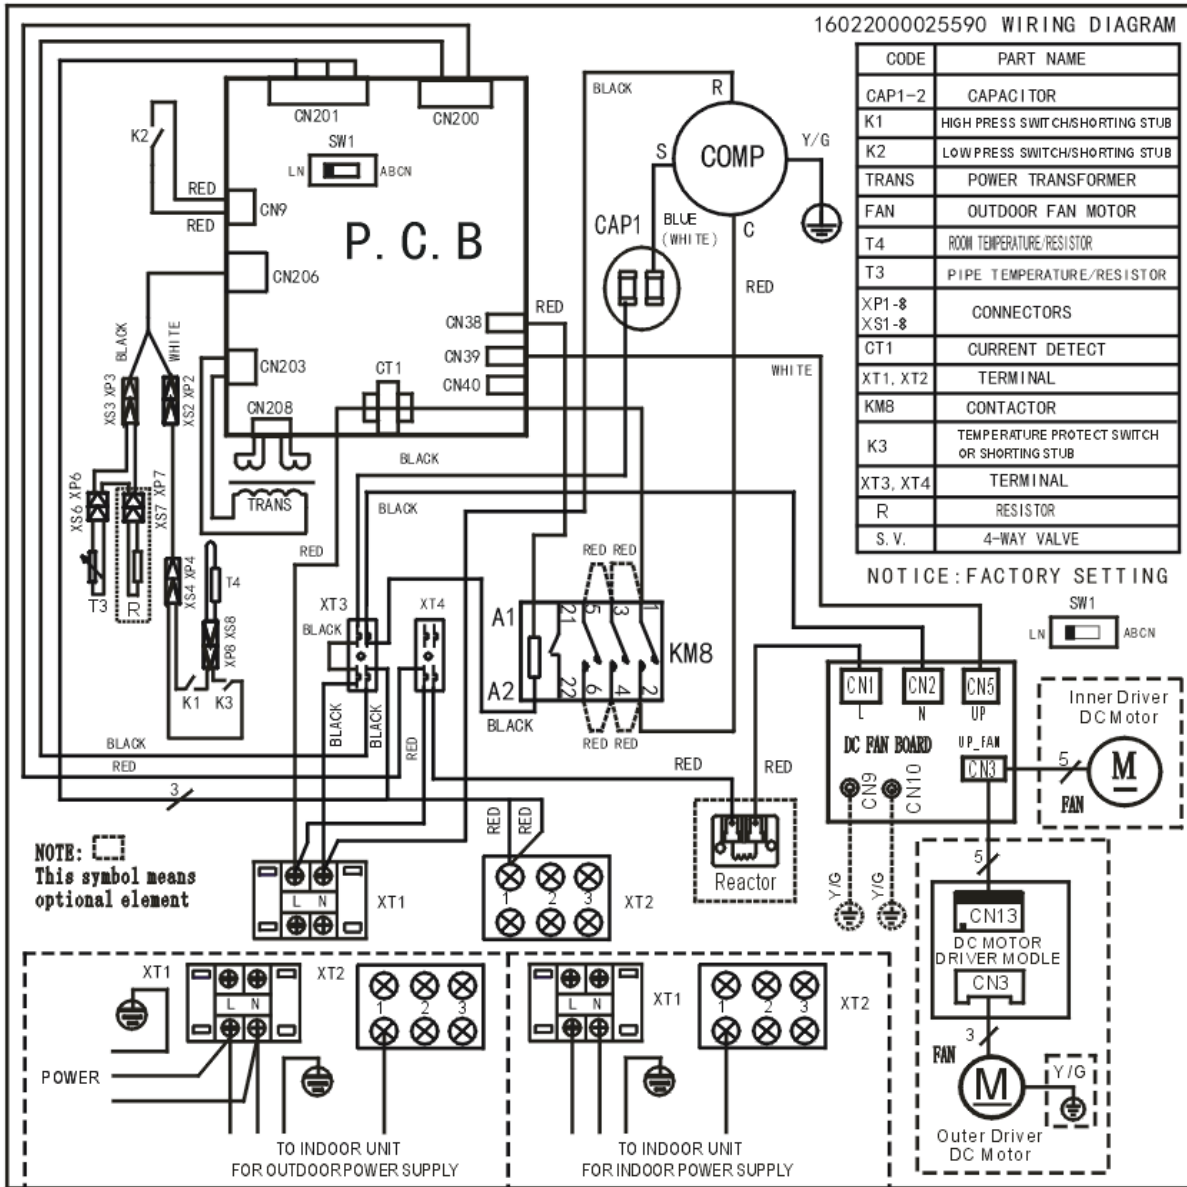 16022000025590 WIRING DIAGRAM
CODE PART NAME
CAP1-2 CAPACITOR
K1 HIGH PRESS SWITCH/SHORTING STUB
K2 LOW PRESS SWITCH/SHORTING STUB
TRANS POWER TRANSFORMER
FAN OUTDOOR FAN MOTOR
T4 ROOM TEMPERATURE/RESISTOR
T3 PIPE TEMPERATURE/RESISTOR
XP1-8
XS1-8 CONNECTORS
CT1 CURRENT DETECT
XT1, XT2 TERMINAL
KM8 CONTACTOR
K3 TEMPERATURE PROTECT SWITCH
OR SHORTING STUB
XT3, XT4 TERMINAL
R RESISTOR
S.V. 4-WAY VALVE
NOTICE:FACTORY SETTING
SW1
LN ABCN
CN201
CN200
SW1
LN ABCN
K2
RED
RED
CN9
P.C.B
CN206
CN203
CN208
CT1
CN38
CN39
CN40
RED
BLACK
R
S
COMP
C
Y/G
CAP1
BLUE
(WHITE)
RED
WHITE
BLACK
WHITE
XS3 XP3
XS2 XP2
XS6 XP6
XS7 XP7
TRANS
BLACK
BLACK
RED
T3
R
XS4 XP4
T4
XP8 XS8
K1
K3
XT3
XT4
BLACK
BLACK
BLACK
RED
RED RED
A1
21 5 3 1
KM8
A2
22 6 4 2
BLACK
RED RED
BLACK
RED
3
RED
RED
RED
RED
Reactor
CN1
CN2
CN5
L
N
UP
DC FAN BOARD
UP_FAN
CN3
CN9
CN10
Y/G
Y/G
5
Inner Driver
DC Motor
M
FAN
5
CN13
DC MOTOR
DRIVER MODLE
CN3
3
FAN
M
Y/G
Outer Driver
DC Motor
NOTE:
This symbol means
optional element
L N
XT1
1 2 3
XT2
XT1
L N
XT2
1 2 3
POWER
TO INDOOR UNIT
FOR OUTDOOR POWER SUPPLY
L N
XT1
1 2 3
XT2
TO INDOOR UNIT
FOR INDOOR POWER SUPPLY